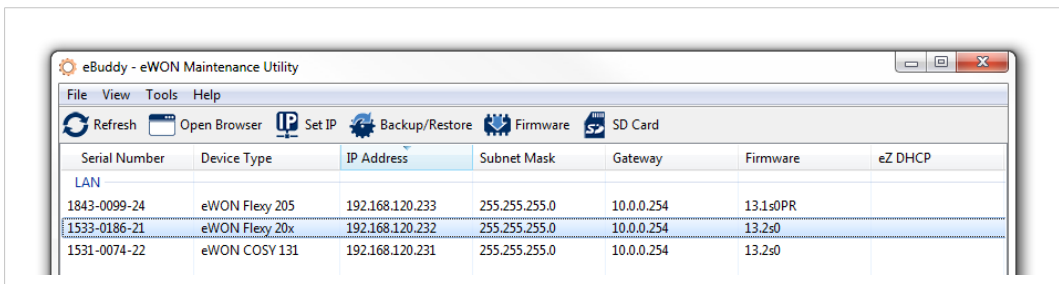 eBuddy - eWON Maintenance Utility
File View Tools Help
Refresh Open Browser IP Set IP Backup/Restore Firmware SD Card
Serial Number Device Type IP Address Subnet Mask Gateway Firmware eZ DHCP
LAN
1843-0099-24 eWON Flexy 205 192.168.120.233 255.255.255.0 10.0.0.254 13.1s0PR
1533-0186-21 eWON Flexy 20x 192.168.120.232 255.255.255.0 10.0.0.254 13.2s0
1531-0074-22 eWON COSY 131 192.168.120.231 255.255.255.0 10.0.0.254 13.2s0